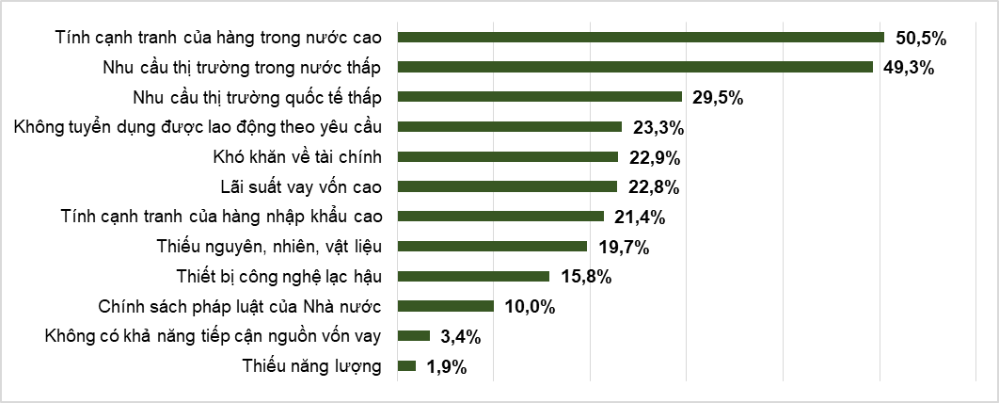 Tính cạnh tranh của hàng trong nước cao 50,5%
Nhu cầu thị trường trong nước thấp 49,3%
Nhu cầu thị trường quốc tế thấp 29,5%
Không tuyển dụng được lao động theo yêu cầu 23,3%
Khó khăn về tài chính 22,9%
Lãi suất vay vốn cao 22,8%
Tính cạnh tranh của hàng nhập khẩu cao 21,4%
Thiếu nguyên, nhiên, vật liệu 19,7%
Thiết bị công nghệ lạc hậu 15,8%
Chính sách pháp luật của Nhà nước 10,0%
Không có khả năng tiếp cận nguồn vốn vay 3,4%
Thiếu năng lượng 1,9%